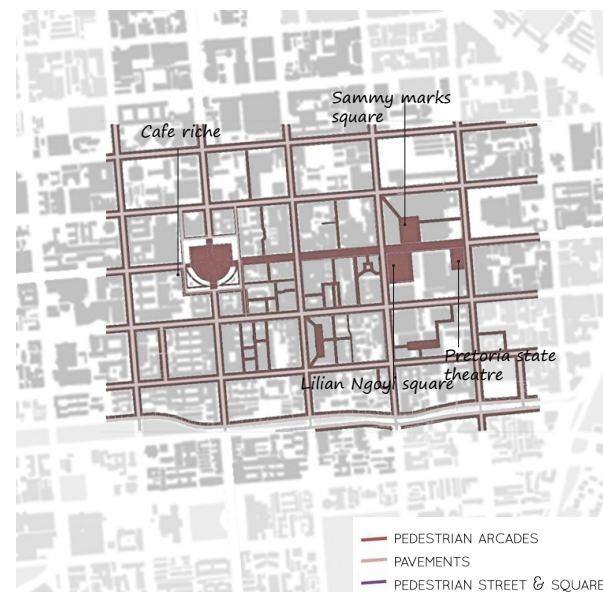 Sammy marks
square
Cafe riche
Pretoria state
theatre
Lilian Ngoyi square
PEDESTRIAN ARCADES
PAVEMENTS
PEDESTRIAN STREET & SQUARE